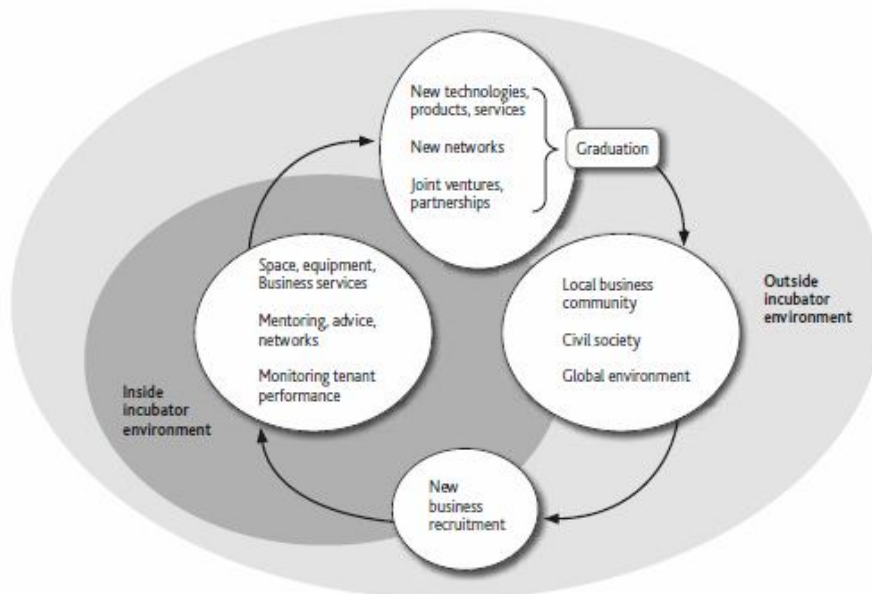 New technologies,
products, services
New networks
Joint ventures,
partnerships
Graduation
Space, equipment,
Business services
Mentoring, advice,
networks
Monitoring tenant
performance
Local business
community
Civil society
Global environment
Outside
incubator
environment
Inside
incubator
environment
New
business
recruitment